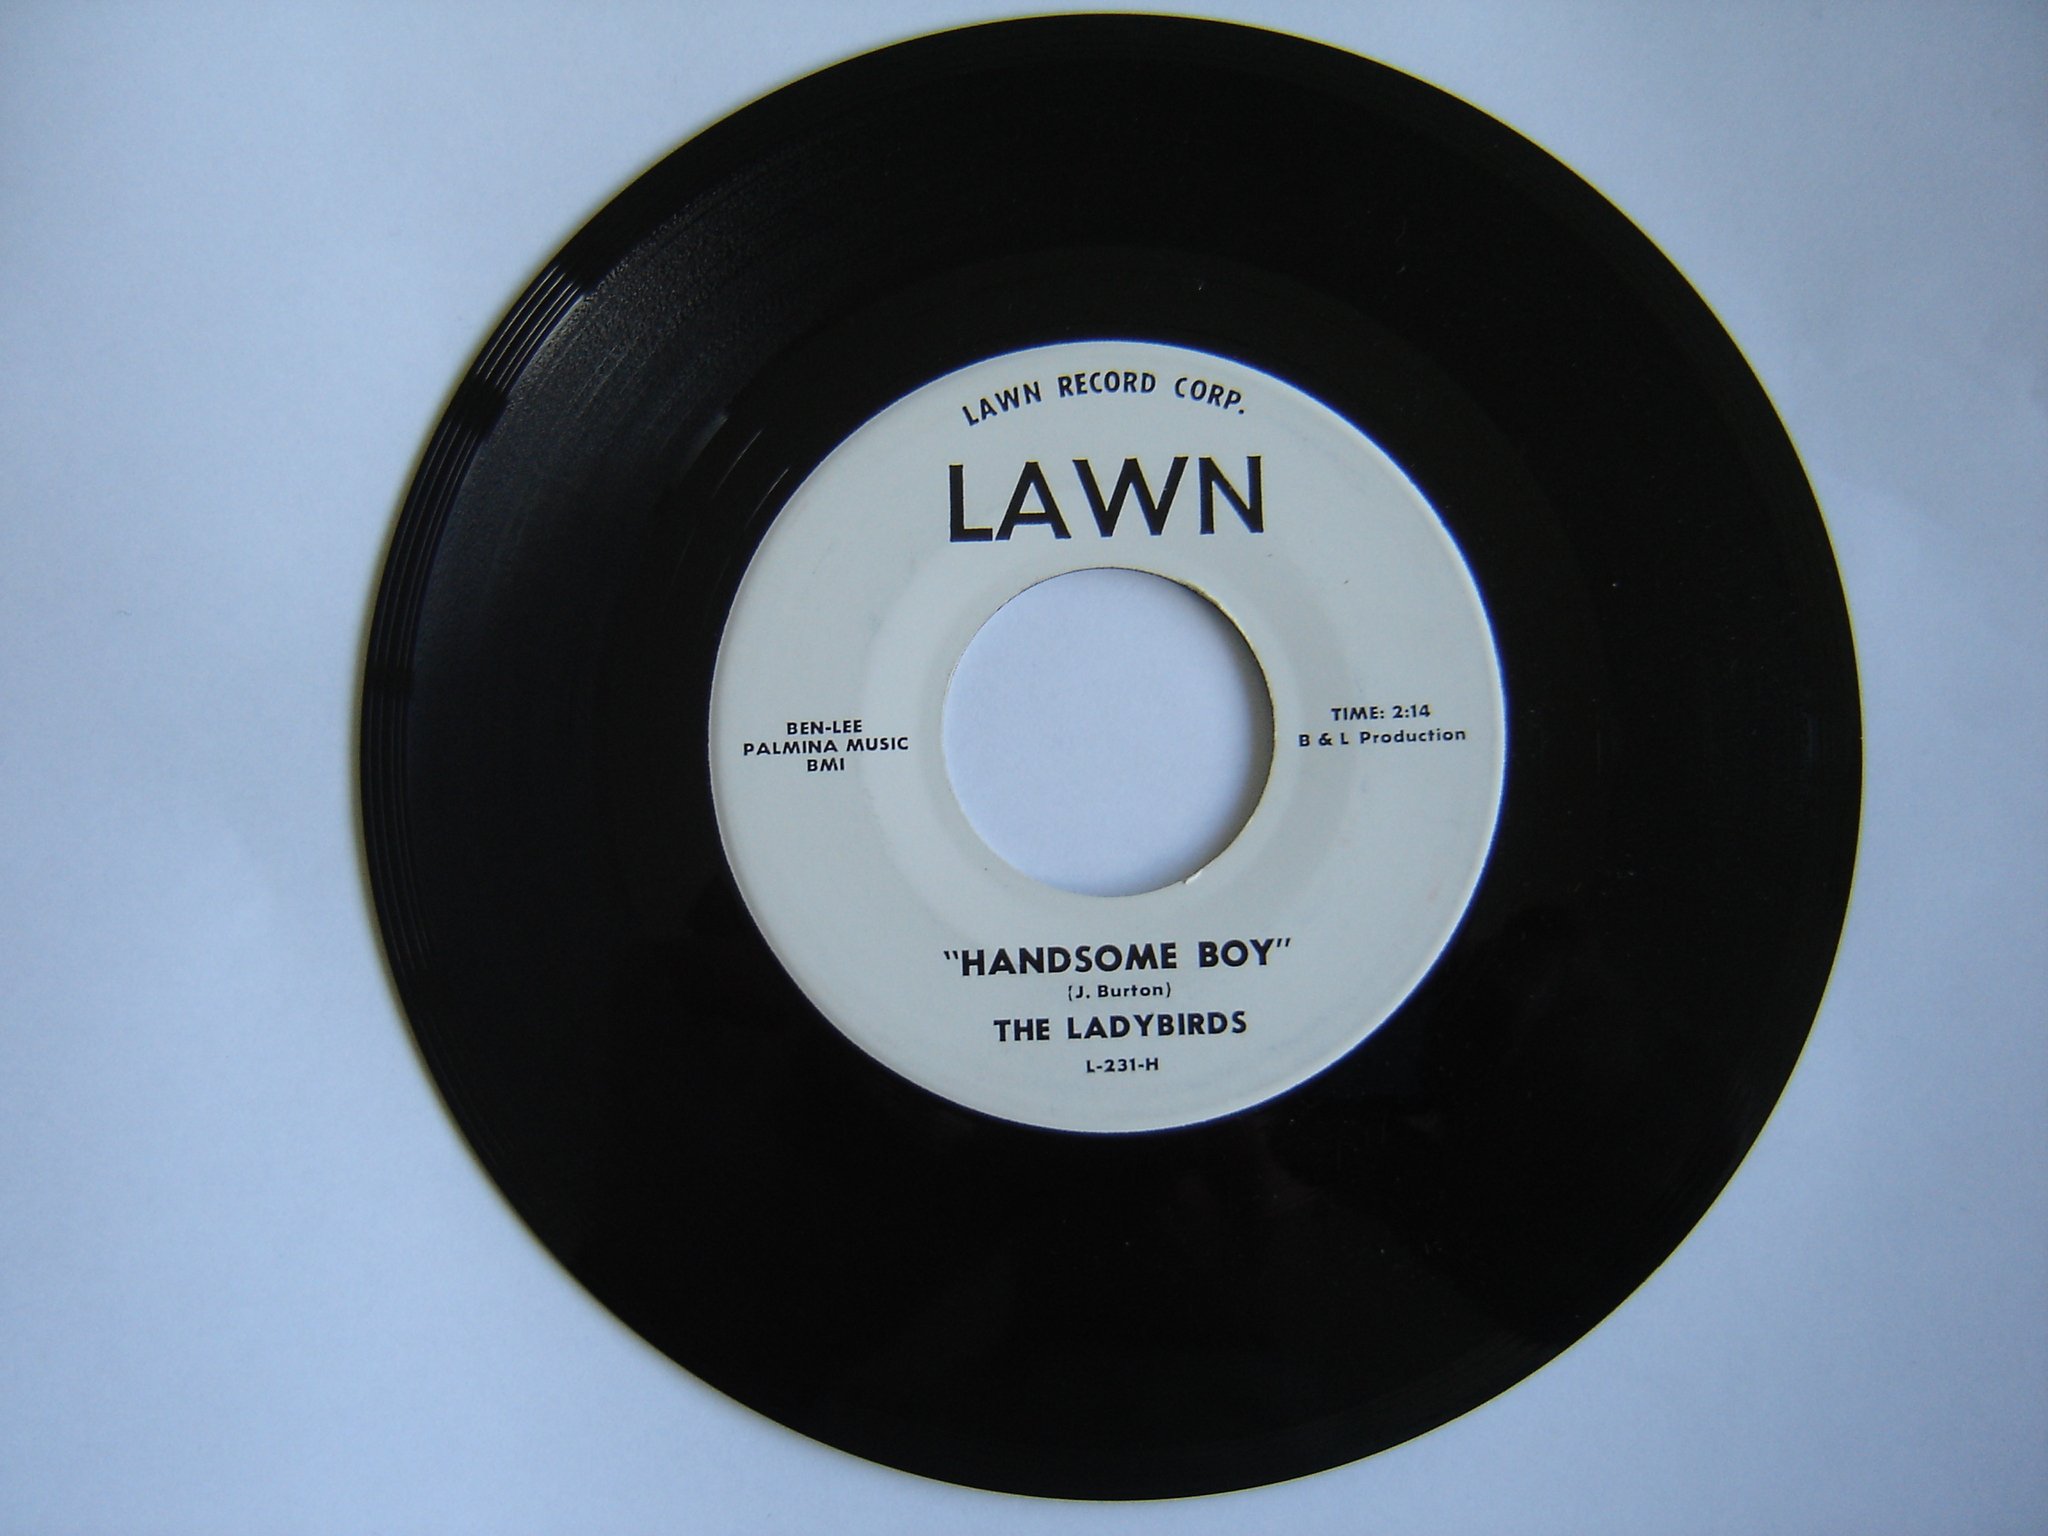 LAWN RECORD CORP.
LAWN
BEN-LEE
PALMINA MUSIC
BMI
TIME: 2:14
B & L Production
"HANDSOME BOY"
(J. Burton)
THE LADYBIRDS
L-231-H